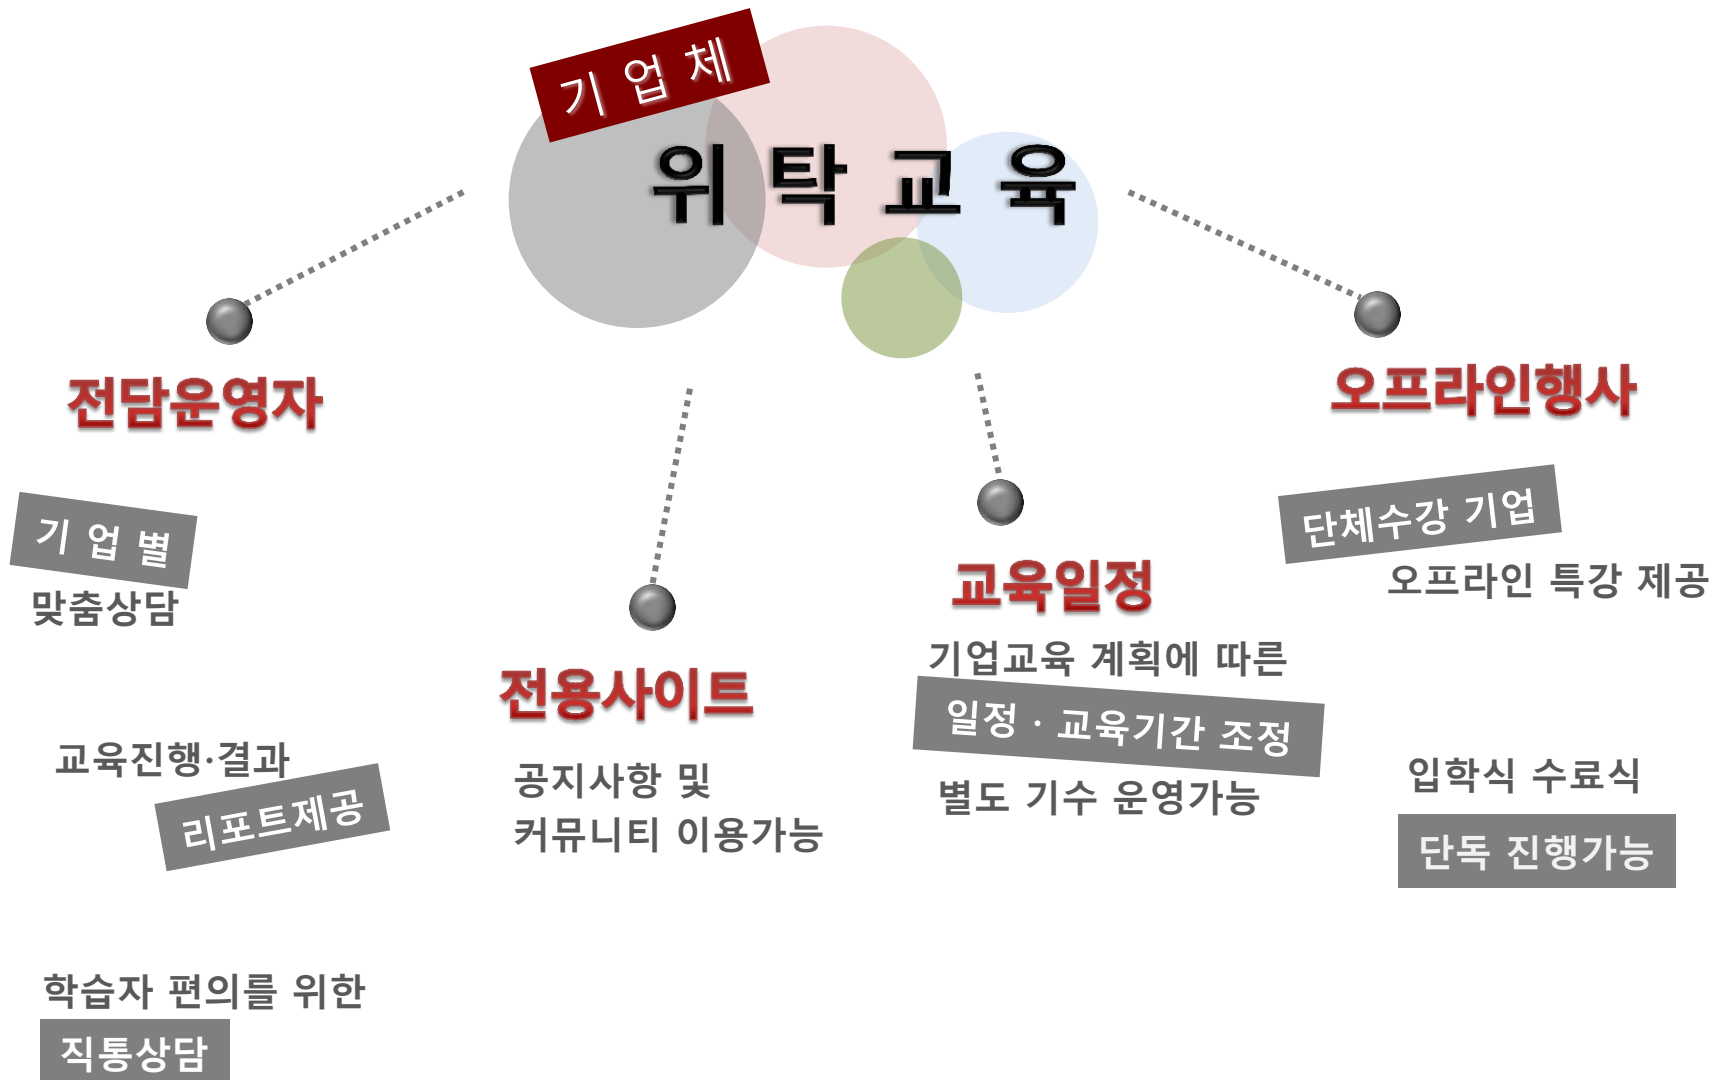 기 업 체
위 탁 교 육
전담운영자
기 업 별
맞춤상담
교육진행·결과
리포트제공
학습자 편의를 위한
직통상담
전용사이트
공지사항 및
커뮤니티 이용가능
교육일정
기업교육 계획에 따른
일정 · 교육기간 조정
별도 기수 운영가능
오프라인행사
단체수강 기업
오프라인 특강 제공
입학식 수료식
단독 진행가능